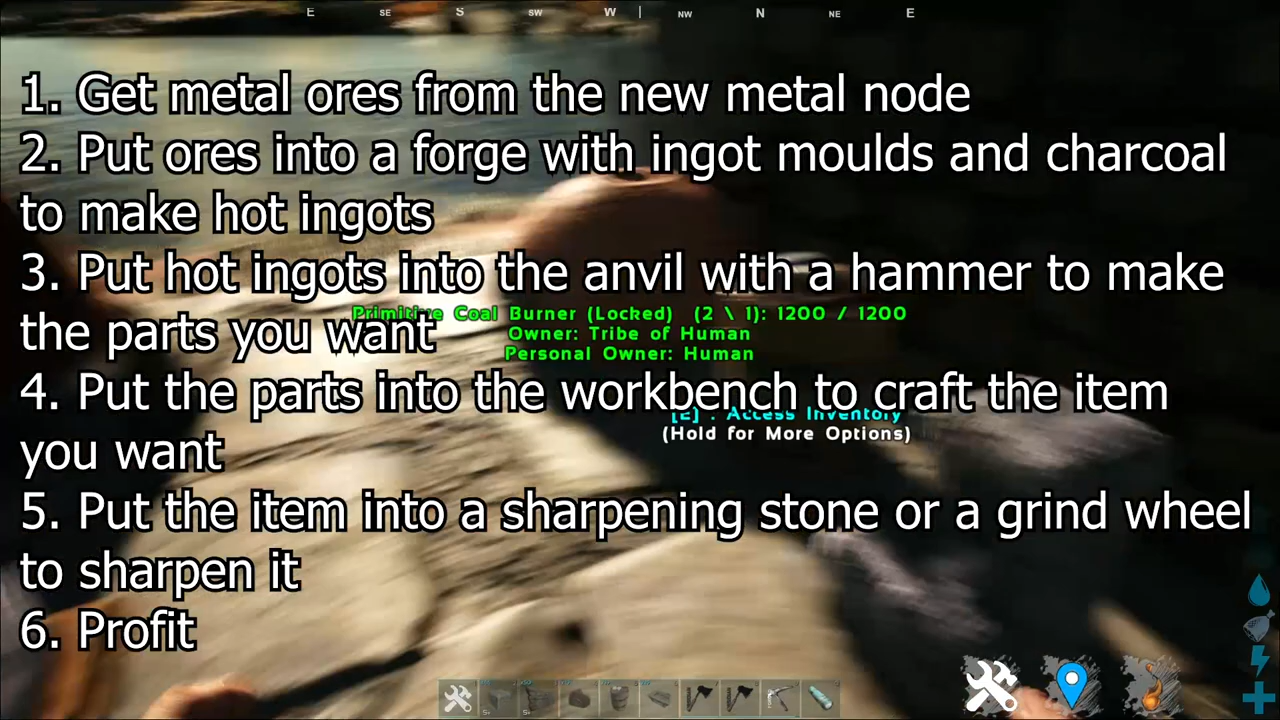 E SE S SW W NW N NE E
1. Get metal ores from the new metal node
2. Put ores into a forge with ingot moulds and charcoal
to make hot ingots
3. Put hot ingots into the anvil with a hammer to make
Primitive Coal Burner (Locked) (2 \ 1): 1200 / 1200
the parts you want
Owner: Tribe of Human
Personal Owner: Human
4. Put the parts into the workbench to craft the item
[E] : Access Inventory
(Hold for More Options)
you want
5. Put the item into a sharpening stone or a grind wheel
to sharpen it
6. Profit